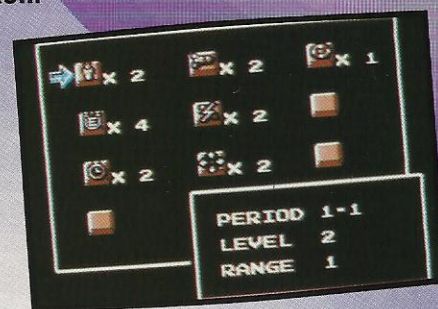 x 2 x 2 x 1
x 4 x 2
x 2 x 2
PERIOD 1-1
LEVEL 2
RANGE 1